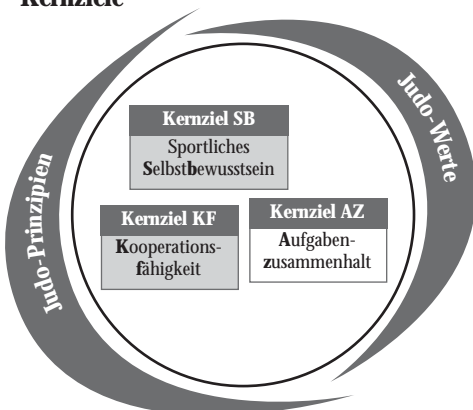 Kernziele
Judo-Werte
Kernziel SB
Sportliches
Selbstbewusstsein
Judo-Prinzipien
Kernziel KF
Kooperations-
fähigkeit
Kernziel AZ
Aufgaben-
zusammenhalt